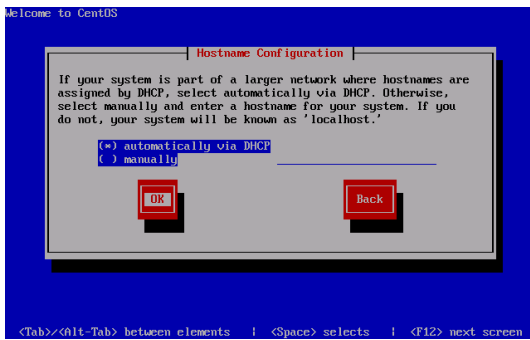 Welcome to CentOS
Hostname Configuration
If your system is part of a larger network where hostnames are
assigned by DHCP, select automatically via DHCP. Otherwise,
select manually and enter a hostname for your system. If you
do not, your system will be known as 'localhost.'
(*) automatically via DHCP
( ) manually
OK Back
<Tab>/<Alt-Tab> between elements | <Space> selects | <F12> next screen